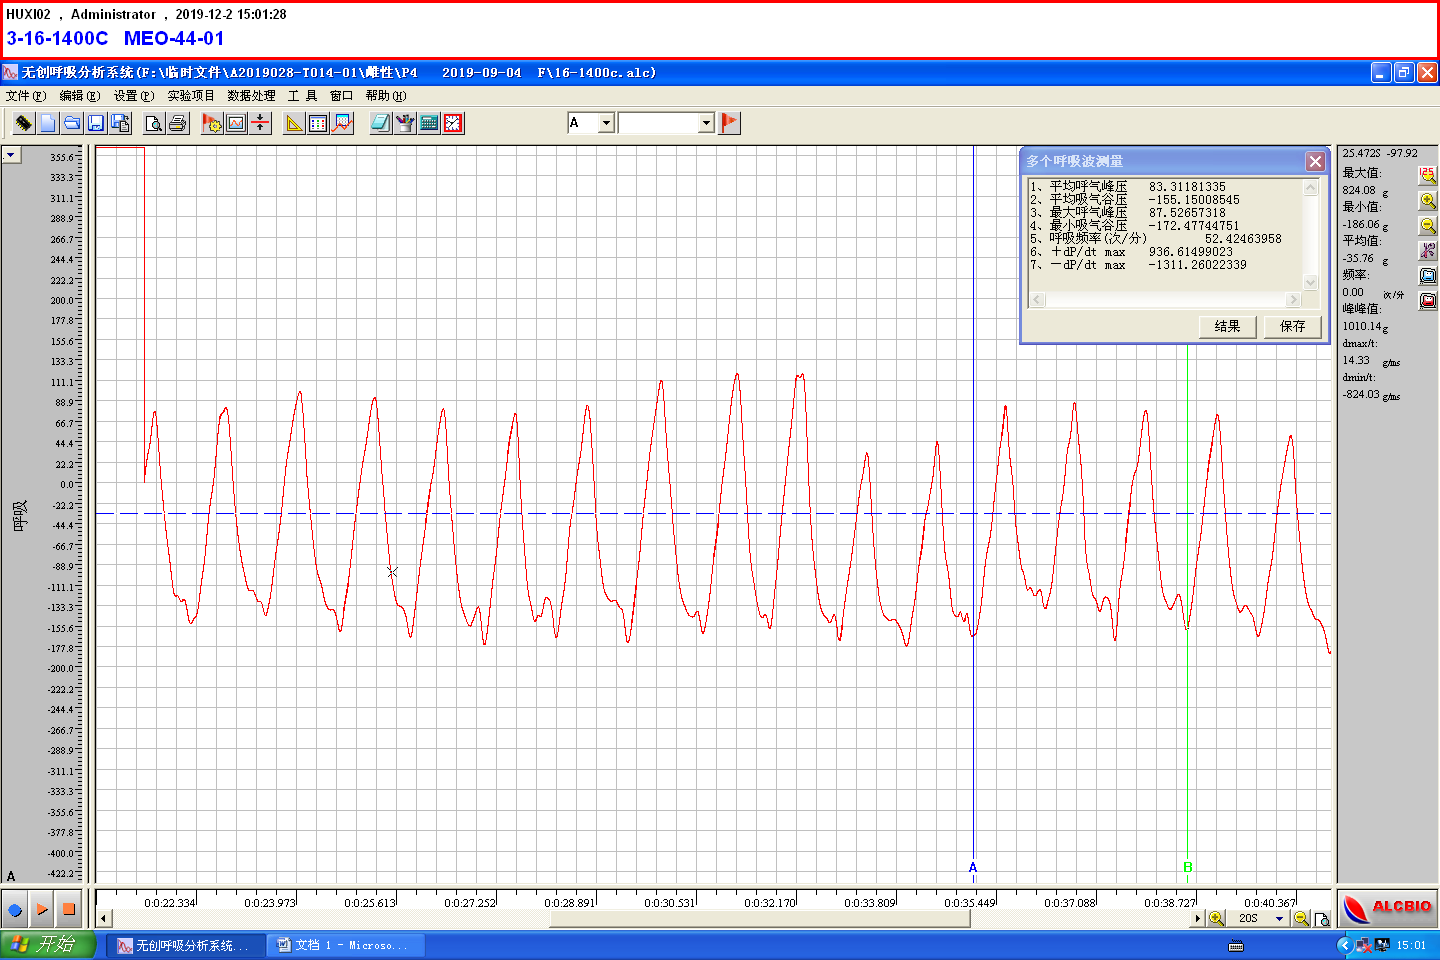 HUXI02 , Administrator , 2019-12-2 15:01:28
3-16-1400C MEO-44-01
无创呼吸分析系统(F:\临时文件\A2019028-T014-01\雌性\P4 2019-09-04 F\16-1400c.alc)
文件(F) 编辑(E) 设置(P) 实验项目 数据处理 工 具 窗口 帮助(H)
A
多个呼吸波测量
1、平均呼气峰压 83.31181335
2、平均吸气谷压 -155.15008545
3、最大呼气峰压 87.52657318
4、最小吸气谷压 -172.47744751
5、呼吸频率(次/分) 52.42463958
6、+dP/dt max 936.61499023
7、-dP/dt max -1311.26022339
结果 保存
25.472S -97.92
最大值:
824.08 g
最小值:
-186.06 g
平均值:
-35.76 g
频率:
0.00 次/分
峰峰值:
1010.14 g
dmax/t:
14.33 g/ms
dmin/t:
-824.03 g/ms
125
355.6
333.3
311.1
288.9
266.7
244.4
222.2
200.0
177.8
155.6
133.3
111.1
88.9
66.7
44.4
22.2
0.0
-22.2
-44.4
-66.7
-88.9
-111.1
-133.3
-155.6
-177.8
-200.0
-222.2
-244.4
-266.7
-288.9
-311.1
-333.3
-355.6
-377.8
-400.0
-422.2
呼吸
A
A B
0:0:22.334 0:0:23.973 0:0:25.613 0:0:27.252 0:0:28.891 0:0:30.531 0:0:32.170 0:0:33.809 0:0:35.449 0:0:37.088 0:0:38.727 0:0:40.367
20S
ALCBIO
开始 无创呼吸分析系统... 文档 1 - Microso... 15:01